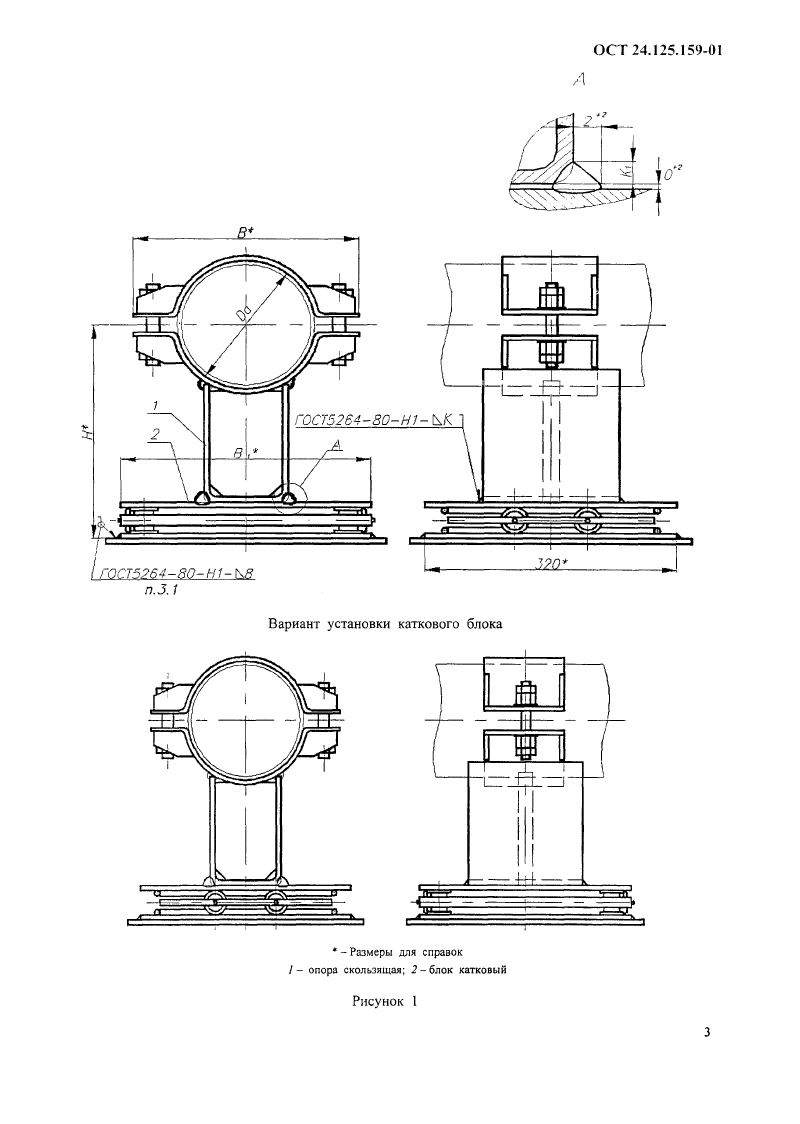 ОСТ 24.125.159-01
А
2+2
К1
0+2
В*
Dо
Н*
1
2
В1*
А
ГОСТ5264-80-Н1-◺К
320*
ГОСТ5264-80-Н1-◺8
п.3.1
Вариант установки каткового блока
* – Размеры для справок
1 – опора скользящая; 2 – блок катковый
Рисунок 1
3